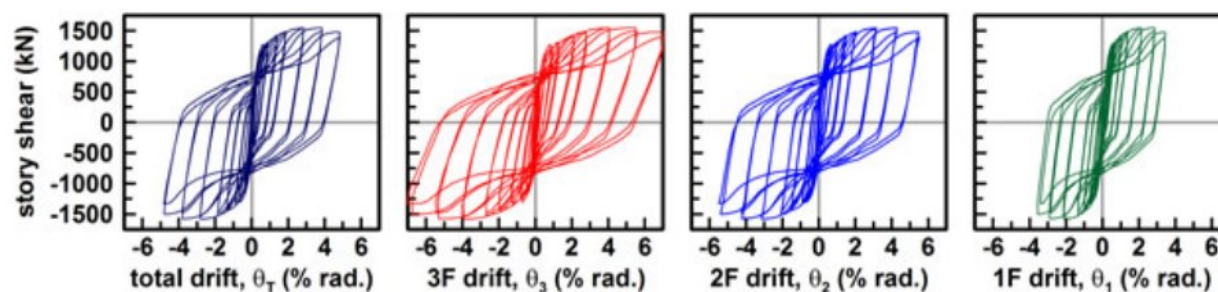 story shear (kN)
1500
1000
500
0
-500
-1000
-1500
-6 -4 -2 0 2 4 6
total drift, θT (% rad.)
-6 -4 -2 0 2 4 6
3F drift, θ3 (% rad.)
-6 -4 -2 0 2 4 6
2F drift, θ2 (% rad.)
-6 -4 -2 0 2 4 6
1F drift, θ1 (% rad.)